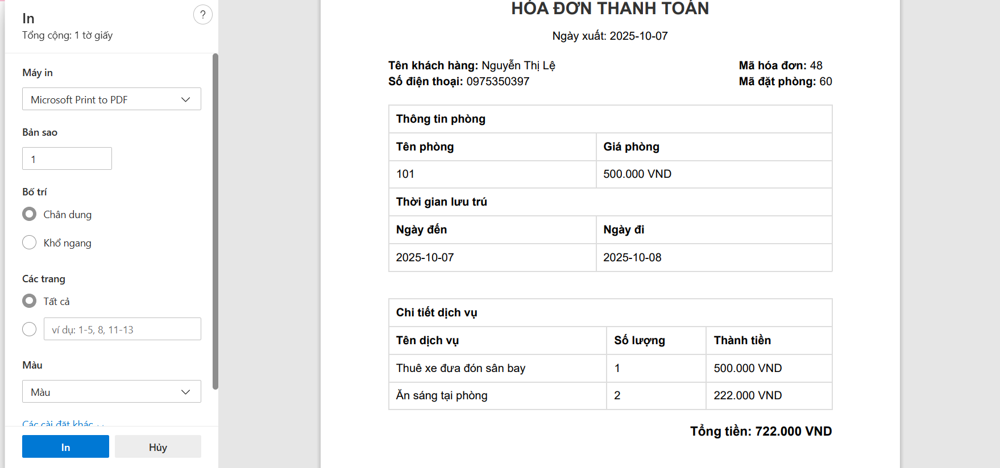 In
Tổng cộng: 1 tờ giấy
?
Máy in
Microsoft Print to PDF
Bản sao
1
Bố trí
Chân dung
Khổ ngang
Các trang
Tất cả
ví dụ: 1-5, 8, 11-13
Màu
Màu
Các cài đặt khác
In
Hủy
HÓA ĐƠN THANH TOÁN
Ngày xuất: 2025-10-07
Tên khách hàng: Nguyễn Thị Lệ
Số điện thoại: 0975350397
Mã hóa đơn: 48
Mã đặt phòng: 60
Thông tin phòng
Tên phòng Giá phòng
101 500.000 VND
Thời gian lưu trú
Ngày đến Ngày đi
2025-10-07 2025-10-08
Chi tiết dịch vụ
Tên dịch vụ Số lượng Thành tiền
Thuê xe đưa đón sân bay 1 500.000 VND
Ăn sáng tại phòng 2 222.000 VND
Tổng tiền: 722.000 VND